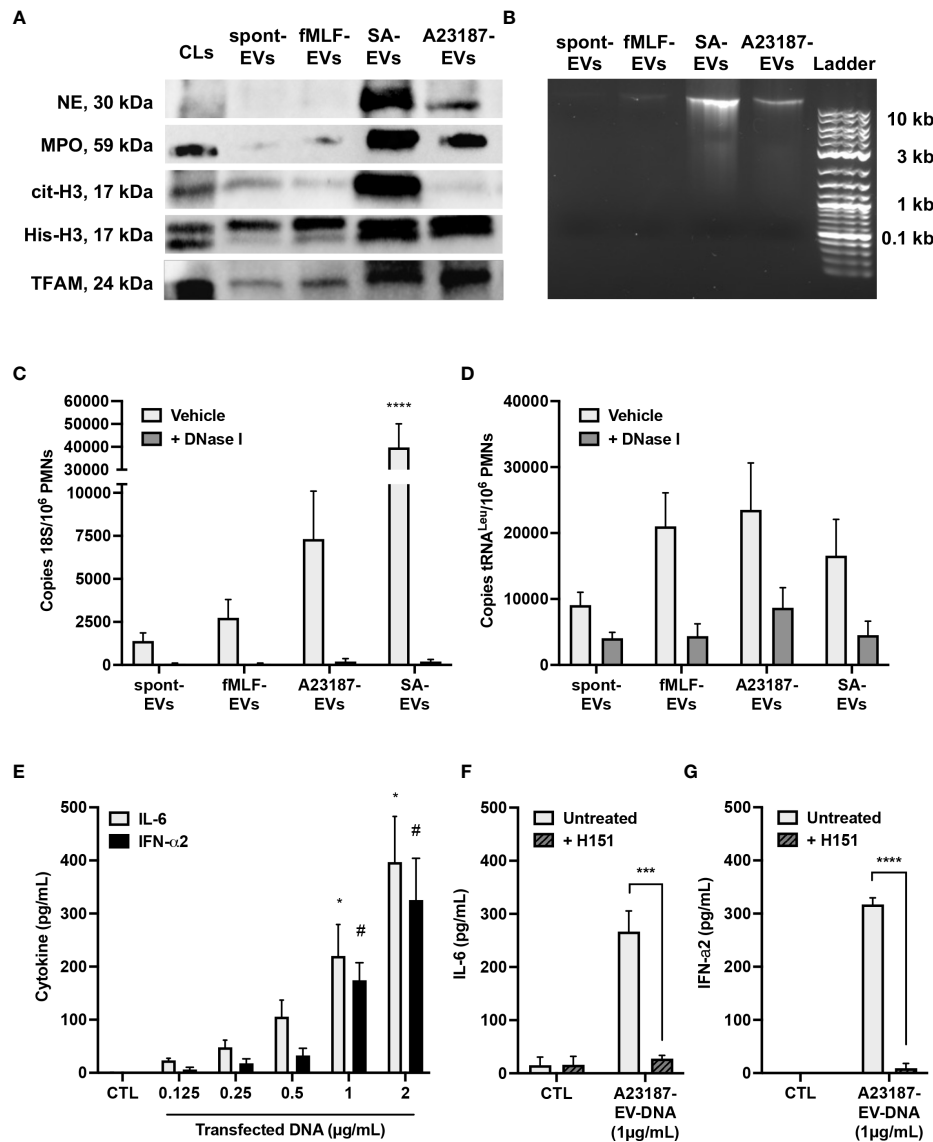 A
CLs
spont-
EVs
fMLF-
EVs
SA-
EVs
A23187-
EVs
NE, 30 kDa
MPO, 59 kDa
cit-H3, 17 kDa
His-H3, 17 kDa
TFAM, 24 kDa
B
spont-
EVs
fMLF-
EVs
SA-
EVs
A23187-
EVs
Ladder
10 kb
3 kb
1 kb
0.1 kb
C
60000
50000
40000
30000
10000
7500
5000
2500
0
Copies 18S/10⁶ PMNs
Vehicle
+ DNase I
****
spont-
EVs
fMLF-
EVs
A23187-
EVs
SA-
EVs
D
40000
30000
20000
10000
0
Copies tRNAᴸᵉᵘ/10⁶ PMNs
Vehicle
+ DNase I
spont-
EVs
fMLF-
EVs
A23187-
EVs
SA-
EVs
E
500
400
300
200
100
0
Cytokine (pg/mL)
IL-6
IFN-α2
*
#
*
#
CTL
0.125
0.25
0.5
1
2
Transfected DNA (µg/mL)
F
500
400
300
200
100
0
IL-6 (pg/mL)
Untreated
+ H151
***
CTL
A23187-
EV-DNA
(1µg/mL)
G
500
400
300
200
100
0
IFN-a2 (pg/mL)
Untreated
+ H151
****
CTL
A23187-
EV-DNA
(1µg/mL)